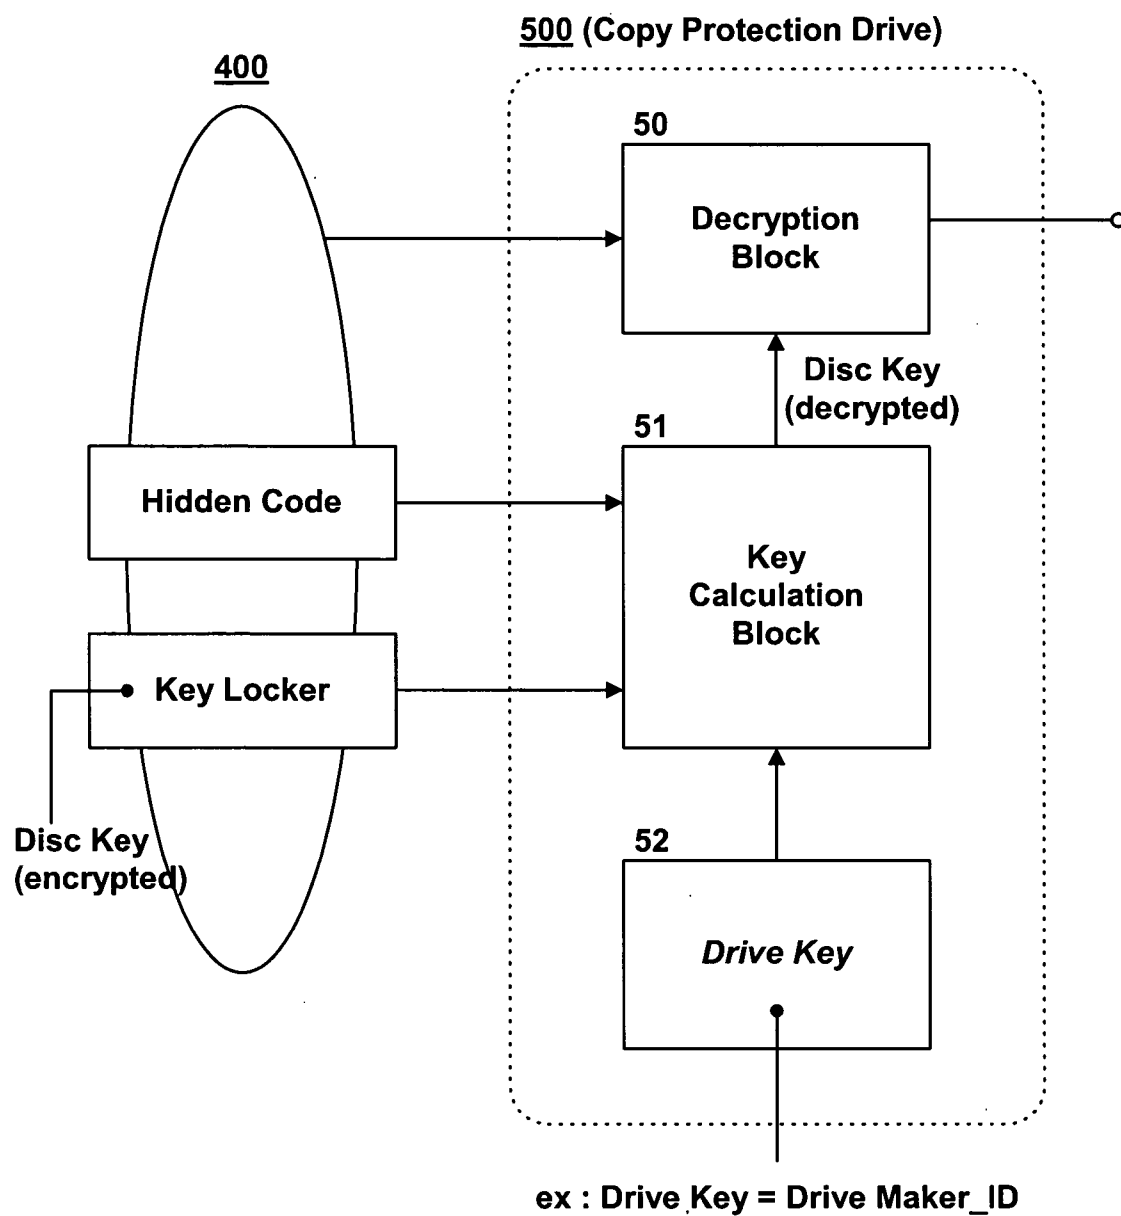 500 (Copy Protection Drive)
400
50
Decryption
Block
Disc Key
(decrypted)
51
Hidden Code
Key
Calculation
Block
Key Locker
Disc Key
(encrypted)
52
Drive Key
ex : Drive Key = Drive Maker_ID